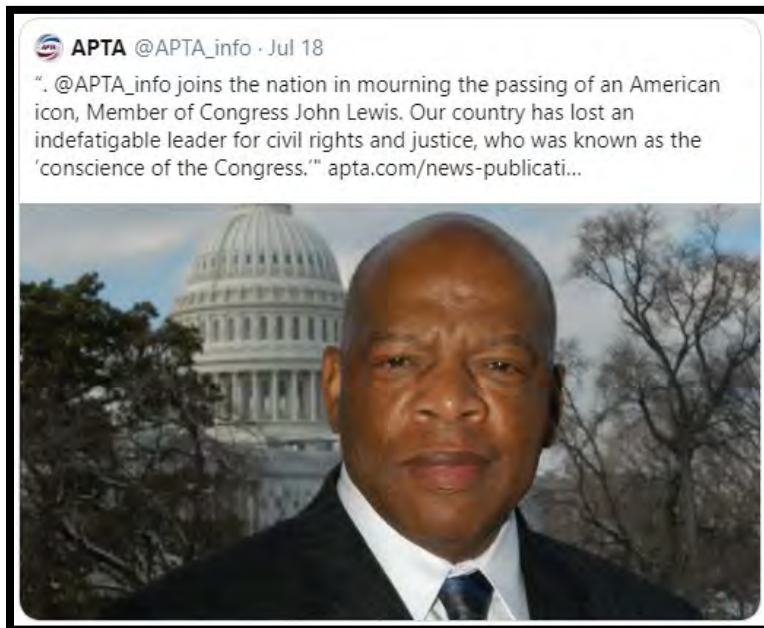 APTA @APTA_info · Jul 18
“. @APTA_info joins the nation in mourning the passing of an American
icon, Member of Congress John Lewis. Our country has lost an
indefatigable leader for civil rights and justice, who was known as the
‘conscience of the Congress.’" apta.com/news-publicati...